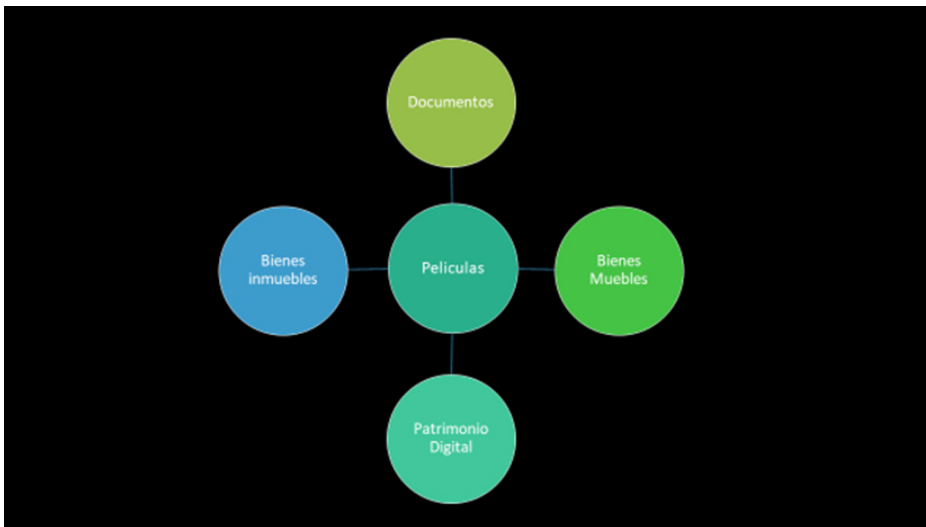 Documentos
Bienes
inmuebles
Peliculas
Bienes
Muebles
Patrimonio
Digital